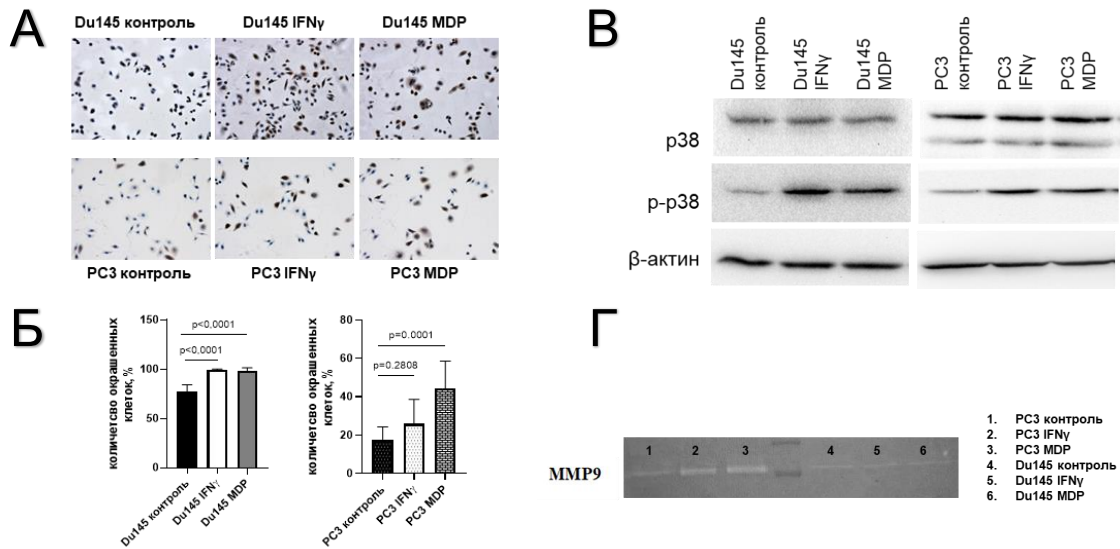 А
Du145 контроль
Du145 IFNγ
Du145 MDP
PC3 контроль
PC3 IFNγ
PC3 MDP
Б
количетсво окрашенных
клеток, %
150
100
50
0
p<0,0001
p<0,0001
Du145 контроль
Du145 IFNγ
Du145 MDP
количетсво окрашенных
клеток, %
80
60
40
20
0
p=0.0001
p=0.2808
PC3 контроль
PC3 IFNγ
PC3 MDP
В
Du145
контроль
Du145
IFNγ
Du145
MDP
PC3
контроль
PC3
IFNγ
PC3
MDP
p38
p-p38
β-актин
Г
MMP9
1 2 3 4 5 6
1. PC3 контроль
2. PC3 IFNγ
3. PC3 MDP
4. Du145 контроль
5. Du145 IFNγ
6. Du145 MDP